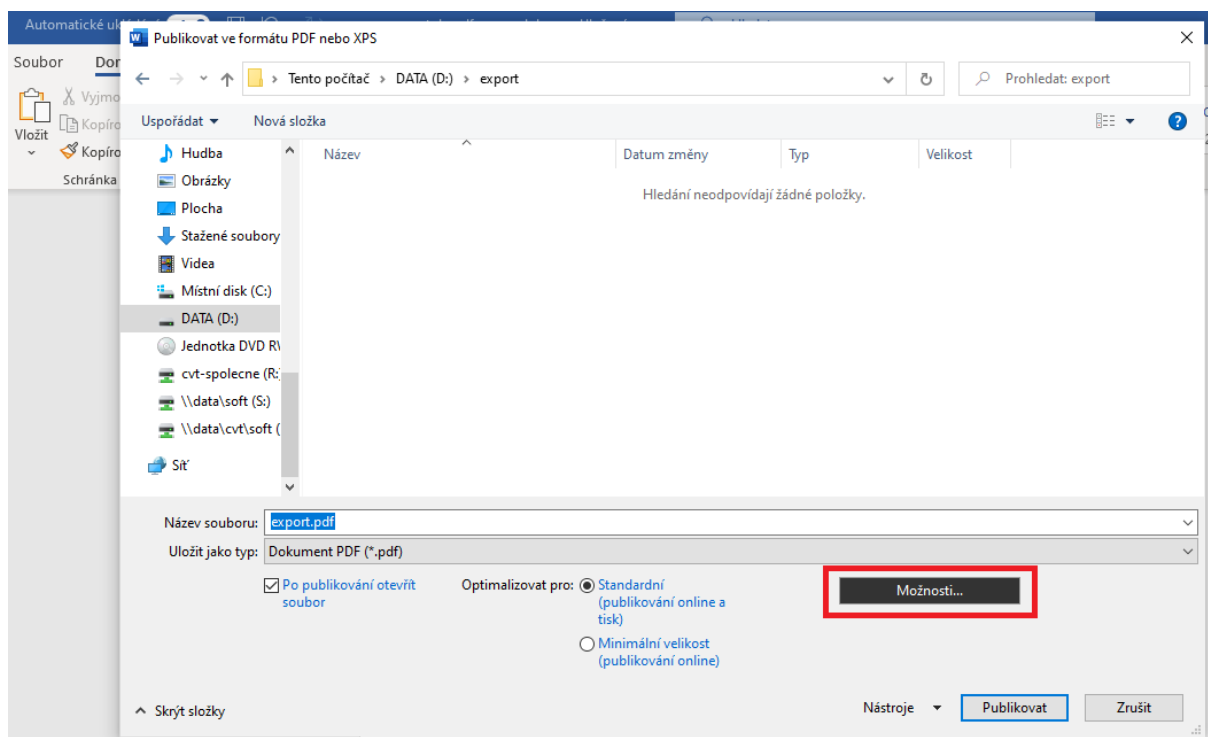 Automatické uk
Publikovat ve formátu PDF nebo XPS
Soubor
Tento počítač > DATA (D:) > export
Prohledat: export
Vyjmo
Kopíro
Vložit
Kopíro
Schránka
Uspořádat
Nová složka
Hudba
Obrázky
Plocha
Stažené soubory
Videa
Místní disk (C:)
DATA (D:)
Jednotka DVD R
cvt-spolecne (R:
\\data\soft (S:)
\\data\cvt\soft (
Síť
Název
Datum změny
Typ
Velikost
Hledání neodpovídají žádné položky.
Název souboru: export.pdf
Uložit jako typ: Dokument PDF (*.pdf)
Po publikování otevřít
soubor
Optimalizovat pro:
Standardní
(publikování online a
tisk)
Minimální velikost
(publikování online)
Možnosti...
Skrýt složky
Nástroje
Publikovat
Zrušit